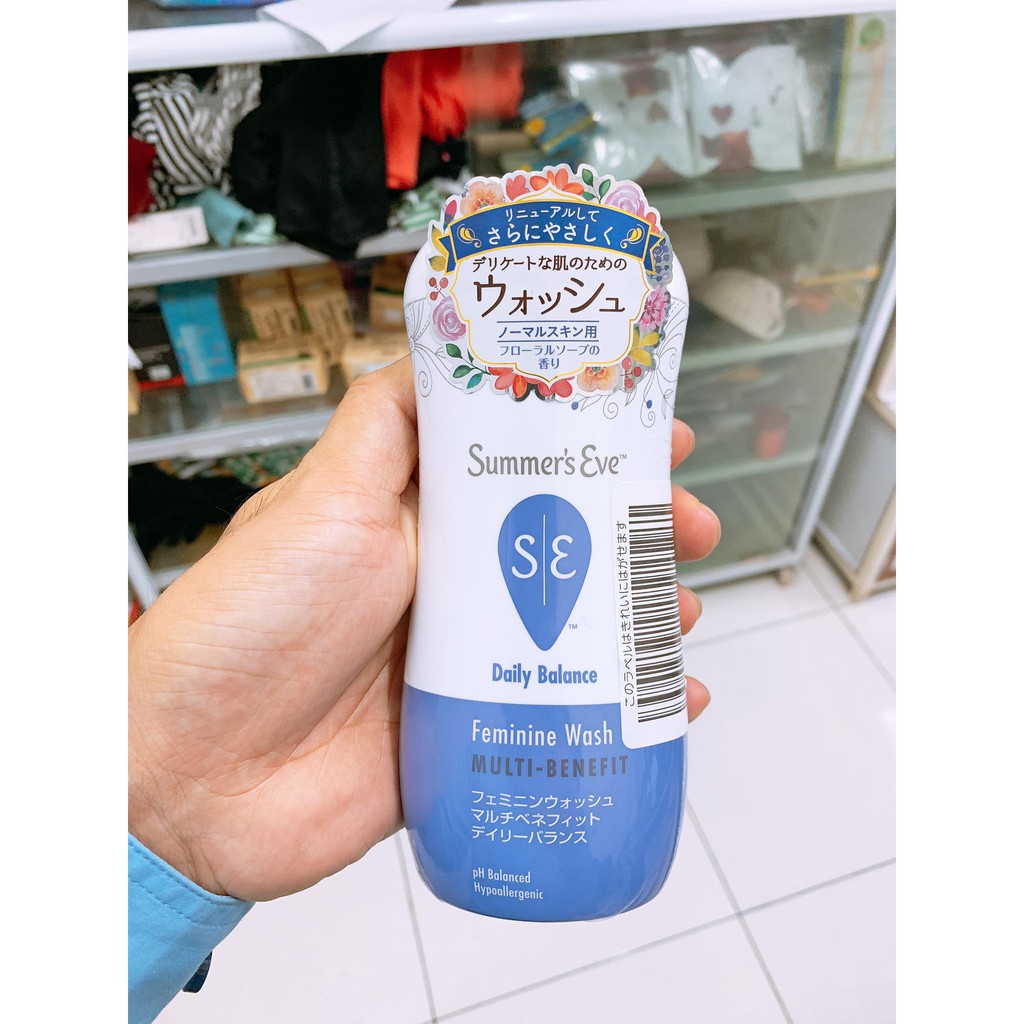 リニューアルして
さらにやさしく
デリケートな肌のための
ウォッシュ
ノーマルスキン用
フローラルソープの
香り
Summer's Eve™
S|E
™
Daily Balance
Feminine Wash
MULTI-BENEFIT
フェミニンウォッシュ
マルチベネフィット
デイリーバランス
pH Balanced
Hypoallergenic
このラベルはきれいにはがせます